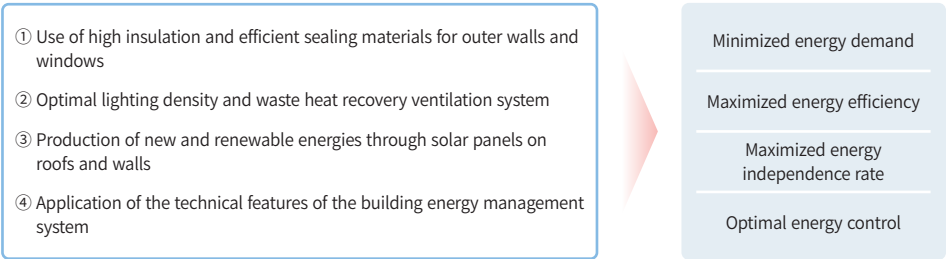 ① Use of high insulation and efficient sealing materials for outer walls and
windows
② Optimal lighting density and waste heat recovery ventilation system
③ Production of new and renewable energies through solar panels on
roofs and walls
④ Application of the technical features of the building energy management
system
Minimized energy demand
Maximized energy efficiency
Maximized energy
independence rate
Optimal energy control